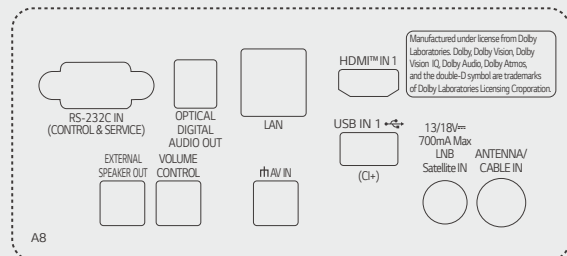 RS-232C IN
(CONTROL & SERVICE)
OPTICAL
DIGITAL
AUDIO OUT
LAN
HDMI™ IN 1
Manufactured under license from Dolby
Laboratories. Dolby, Dolby Vision, Dolby
Vision IQ, Dolby Audio, Dolby Atmos,
and the double-D symbol are trademarks
of Dolby Laboratories Licensing Croporation.
USB IN 1
(CI+)
13/18V⎓
700mA Max
LNB
Satellite IN
ANTENNA/
CABLE IN
EXTERNAL
SPEAKER OUT
VOLUME
CONTROL
AV IN
A8